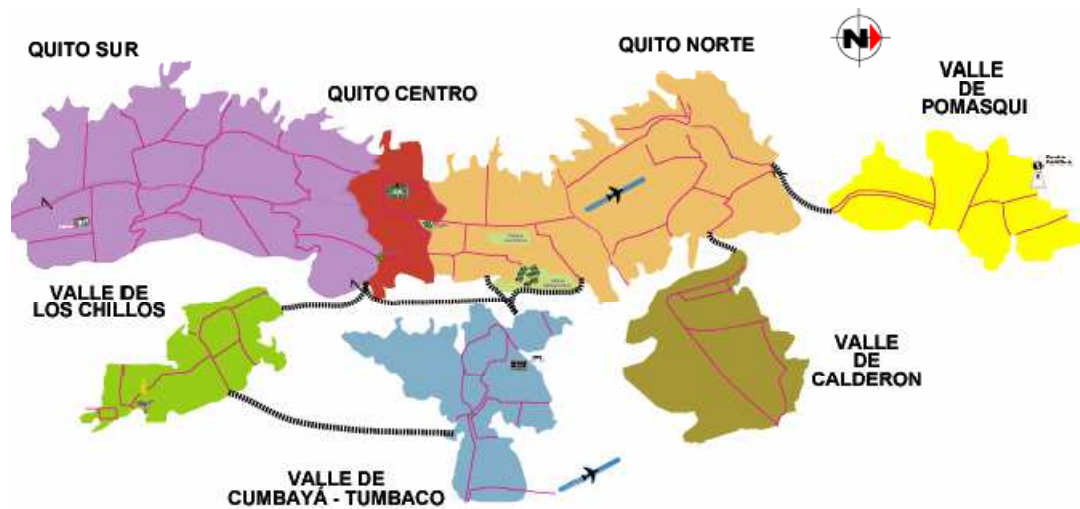 QUITO SUR
QUITO CENTRO
QUITO NORTE
N
VALLE
DE
POMASQUI
VALLE DE
LOS CHILLOS
VALLE
DE
CALDERON
VALLE DE
CUMBAYÁ - TUMBACO